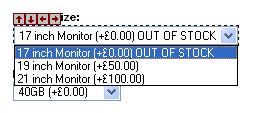 ize:
17 inch Monitor (+£0.00) OUT OF STOCK
17 inch Monitor (+£0.00) OUT OF STOCK
19 inch Monitor (+£50.00)
21 inch Monitor (+£100.00)
40GB (+£0.00)